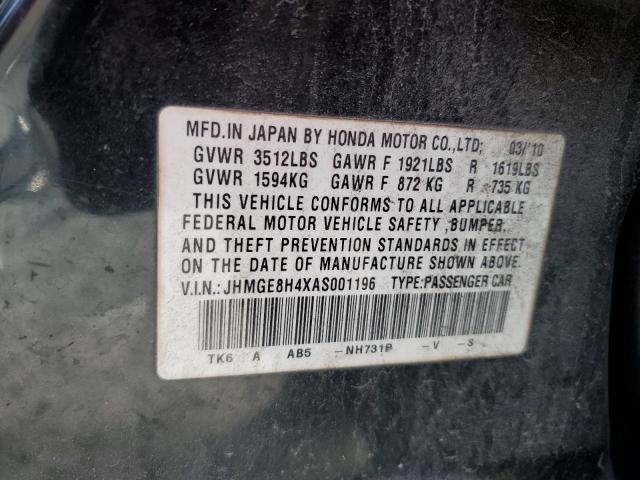 MFD.IN JAPAN BY HONDA MOTOR CO.,LTD; 03/'10
GVWR 3512LBS GAWR F 1921LBS R 1619LBS
GVWR 1594KG GAWR F 872 KG R 735 KG
THIS VEHICLE CONFORMS TO ALL APPLICABLE
FEDERAL MOTOR VEHICLE SAFETY ,BUMPER,
AND THEFT PREVENTION STANDARDS IN EFFECT
ON THE DATE OF MANUFACTURE SHOWN ABOVE.
V.I.N.: JHMGE8H4XAS001196 TYPE:PASSENGER CAR
TK6 A AB5 -NH731P -V -S